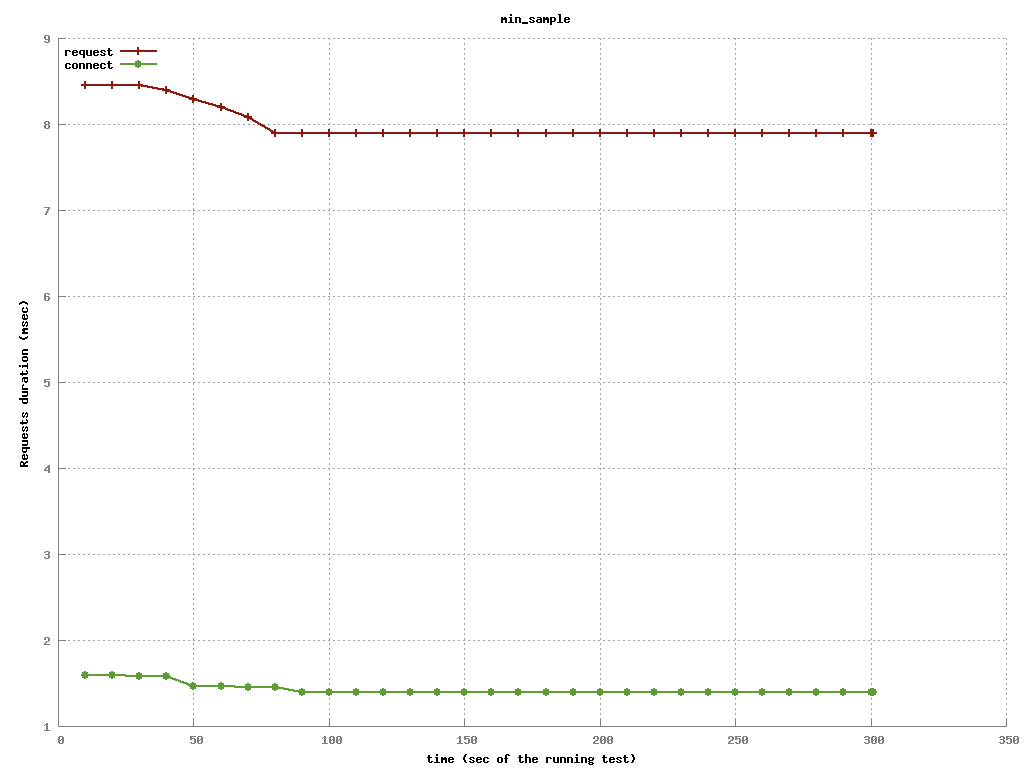 min_sample
9
request
connect
8
7
6
5
4
3
2
1
Requests duration (msec)
0 50 100 150 200 250 300 350
time (sec of the running test)